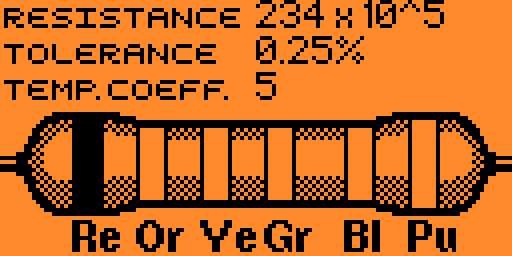 RESISTANCE 234 x 10^5
TOLERANCE 0.25%
TEMP. COEFF. 5
Re Or Ye Gr Bl Pu